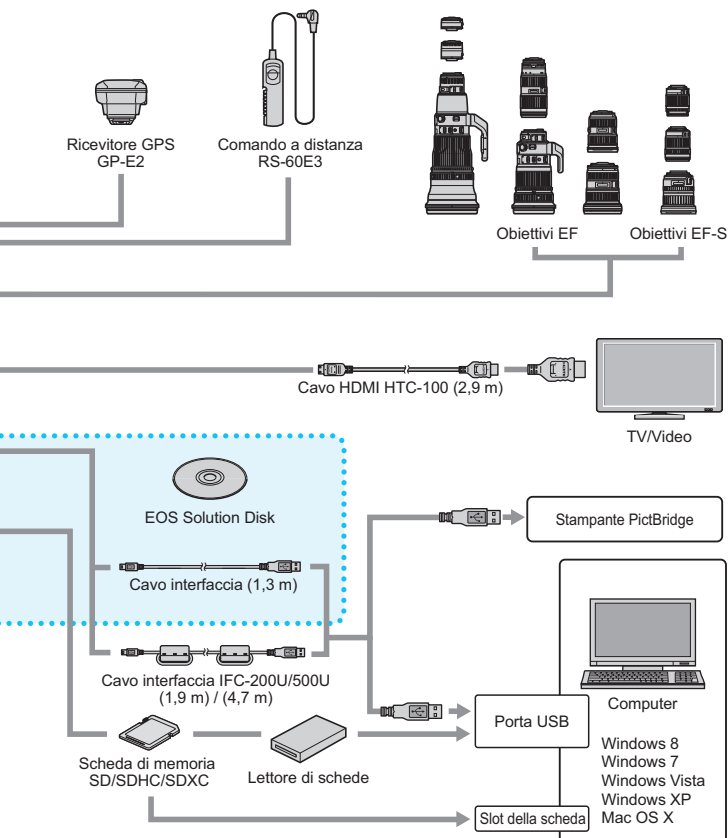 Ricevitore GPS
GP-E2
Comando a distanza
RS-60E3
Obiettivi EF
Obiettivi EF-S
Cavo HDMI HTC-100 (2,9 m)
TV/Video
EOS Solution Disk
Stampante PictBridge
Cavo interfaccia (1,3 m)
Cavo interfaccia IFC-200U/500U
(1,9 m) / (4,7 m)
Computer
Porta USB
Windows 8
Windows 7
Windows Vista
Windows XP
Mac OS X
Scheda di memoria
SD/SDHC/SDXC
Lettore di schede
Slot della scheda